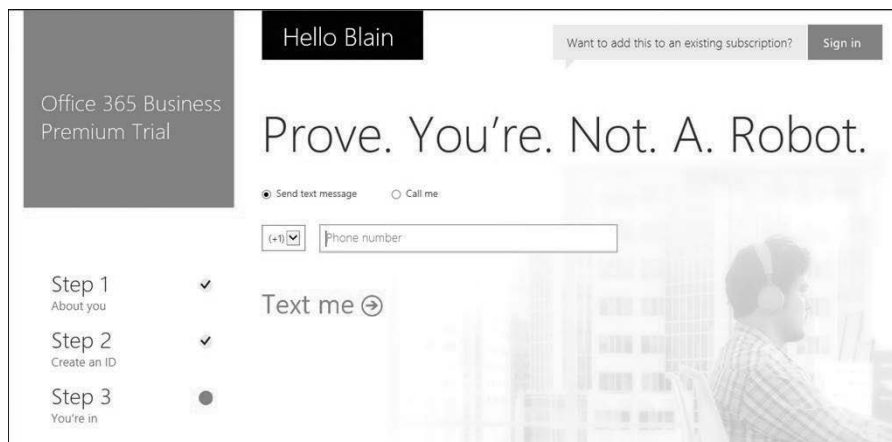 Hello Blain
Want to add this to an existing subscription?
Sign in
Office 365 Business
Premium Trial
Prove. You're. Not. A. Robot.
Send text message
Call me
(+1)
Phone number
Text me
Step 1
About you
Step 2
Create an ID
Step 3
You're in